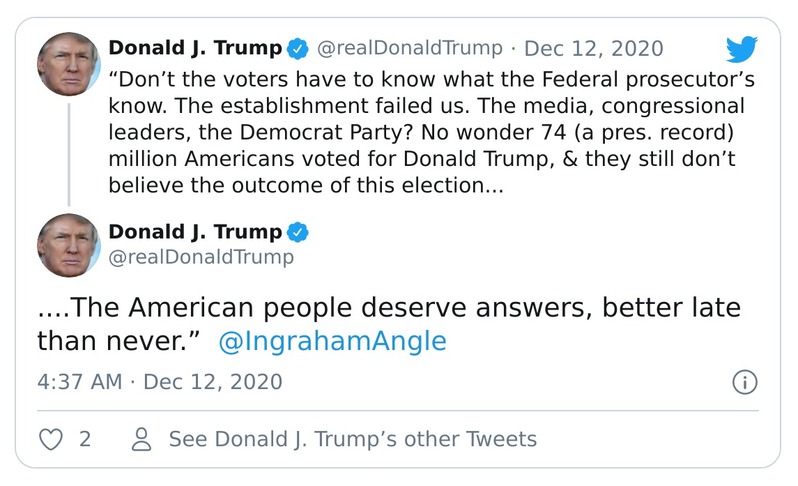 Donald J. Trump @realDonaldTrump · Dec 12, 2020
“Don’t the voters have to know what the Federal prosecutor’s
know. The establishment failed us. The media, congressional
leaders, the Democrat Party? No wonder 74 (a pres. record)
million Americans voted for Donald Trump, & they still don’t
believe the outcome of this election...
Donald J. Trump
@realDonaldTrump
....The American people deserve answers, better late
than never.” @IngrahamAngle
4:37 AM · Dec 12, 2020
2 See Donald J. Trump’s other Tweets